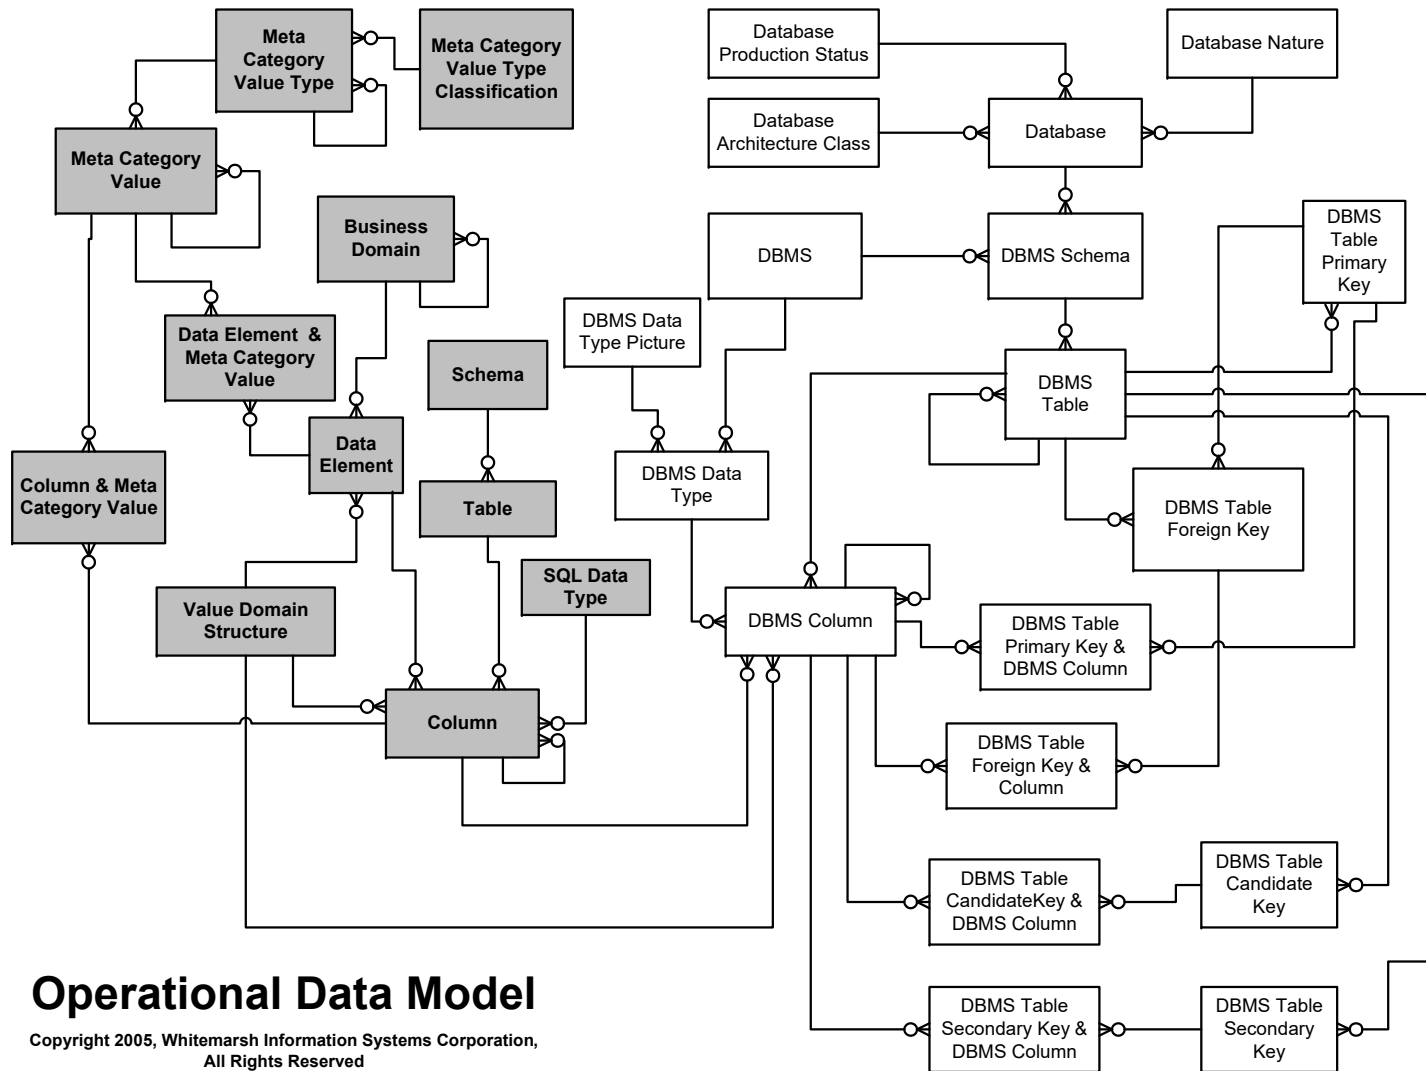 Meta
Category
Value Type
Meta Category
Value Type
Classification
Database
Production Status
Database Nature
Database
Architecture Class
Database
Meta Category
Value
Business
Domain
DBMS
DBMS Schema
DBMS
Table
Primary
Key
Data Element &
Meta Category
Value
DBMS Data
Type Picture
Schema
DBMS
Table
Data
Element
Column & Meta
Category Value
Table
DBMS Data
Type
DBMS Table
Foreign Key
SQL Data
Type
Value Domain
Structure
DBMS Column
DBMS Table
Primary Key &
DBMS Column
Column
DBMS Table
Foreign Key &
Column
DBMS Table
CandidateKey &
DBMS Column
DBMS Table
Candidate
Key
Operational Data Model
Copyright 2005, Whitemarsh Information Systems Corporation,
All Rights Reserved
DBMS Table
Secondary Key &
DBMS Column
DBMS Table
Secondary
Key